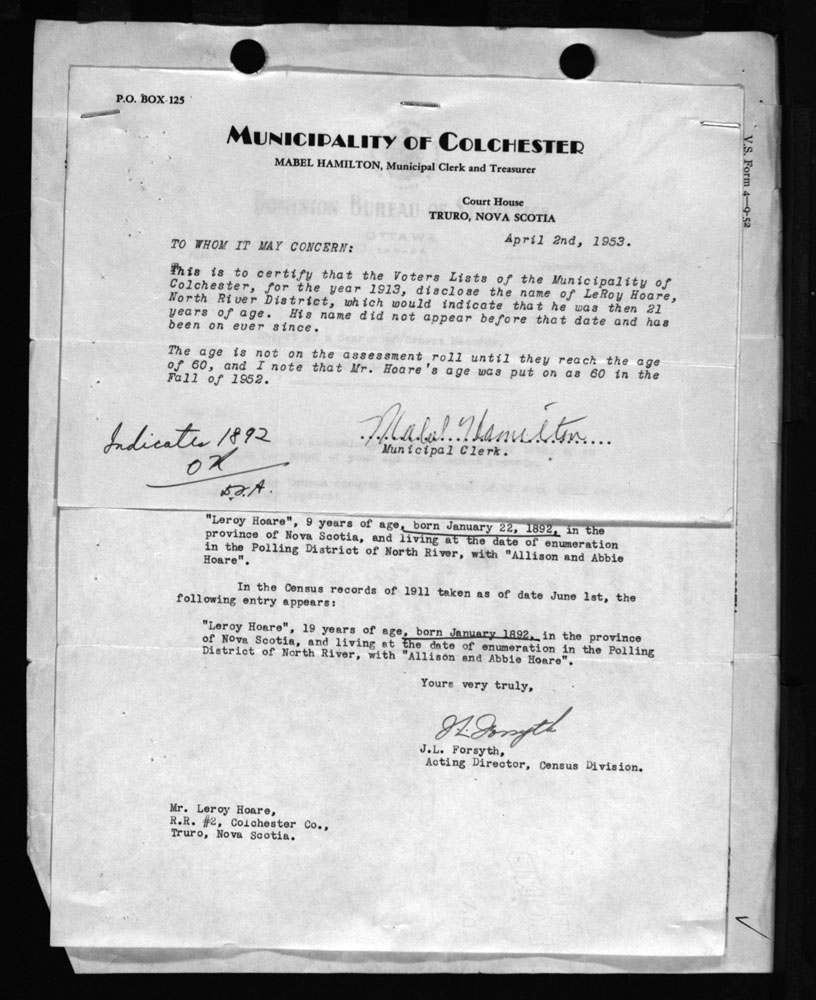 P.O. BOX 125
MUNICIPALITY OF COLCHESTER
MABEL HAMILTON, Municipal Clerk and Treasurer
V.S. Form 4—9-52
Court House
TRURO, NOVA SCOTIA
DOMINION BUREAU OF
OTTAWA
April 2nd, 1953.
TO WHOM IT MAY CONCERN:
This is to certify that the Voters Lists of the Municipality of
Colchester, for the year 1913, disclose the name of LeRoy Hoare,
North River District, which would indicate that he was then 21
years of age. His name did not appear before that date and has
been on ever since.
The age is not on the assessment roll until they reach the age
of 60, and I note that Mr. Hoare's age was put on as 60 in the
Fall of 1952.
Mabel Hamilton
Municipal Clerk.
Indicates 1892
OK
"Leroy Hoare", 9 years of age, born January 22, 1892, in the
province of Nova Scotia, and living at the date of enumeration
in the Polling District of North River, with "Allison and Abbie
Hoare".
In the Census records of 1911 taken as of date June 1st, the
following entry appears:
"Leroy Hoare", 19 years of age, born January 1892, in the province
of Nova Scotia, and living at the date of enumeration in the Polling
District of North River, with "Allison and Abbie Hoare".
Yours very truly,
J.L. Forsyth
J.L. Forsyth,
Acting Director, Census Division.
Mr. Leroy Hoare,
R.R. #2, Colchester Co.,
Truro, Nova Scotia.